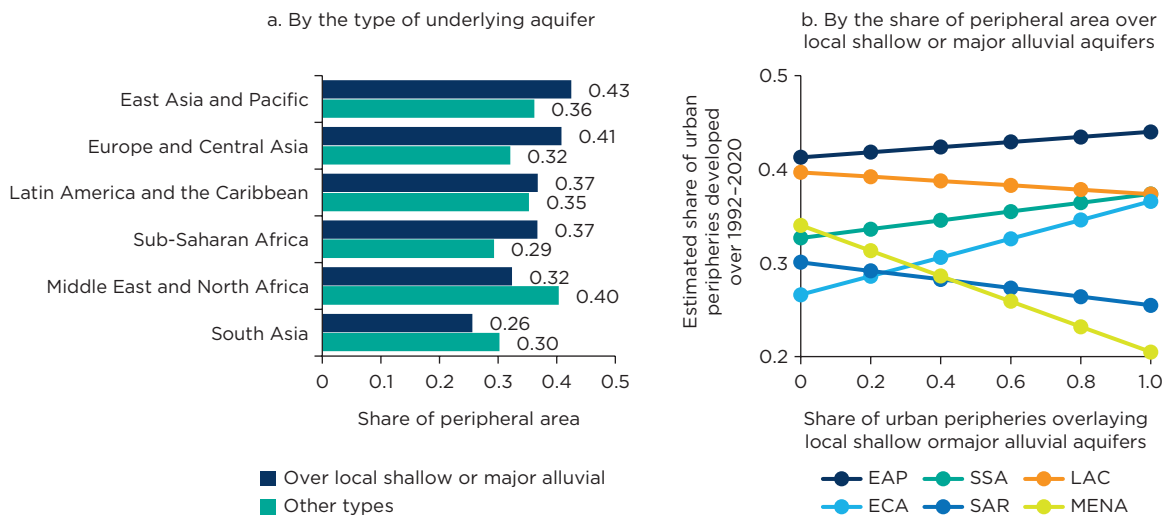 a. By the type of underlying aquifer
East Asia and Pacific
0.43
0.36
Europe and Central Asia
0.41
0.32
Latin America and the Caribbean
0.37
0.35
Sub-Saharan Africa
0.37
0.29
Middle East and North Africa
0.32
0.40
South Asia
0.26
0.30
0 0.1 0.2 0.3 0.4 0.5
Share of peripheral area
Over local shallow or major alluvial
Other types
b. By the share of peripheral area over
local shallow or major alluvial aquifers
Estimated share of urban
peripheries developed
over 1992–2020
0.5
0.4
0.3
0.2
0 0.2 0.4 0.6 0.8 1.0
Share of urban peripheries overlaying
local shallow ormajor alluvial aquifers
EAP SSA LAC
ECA SAR MENA